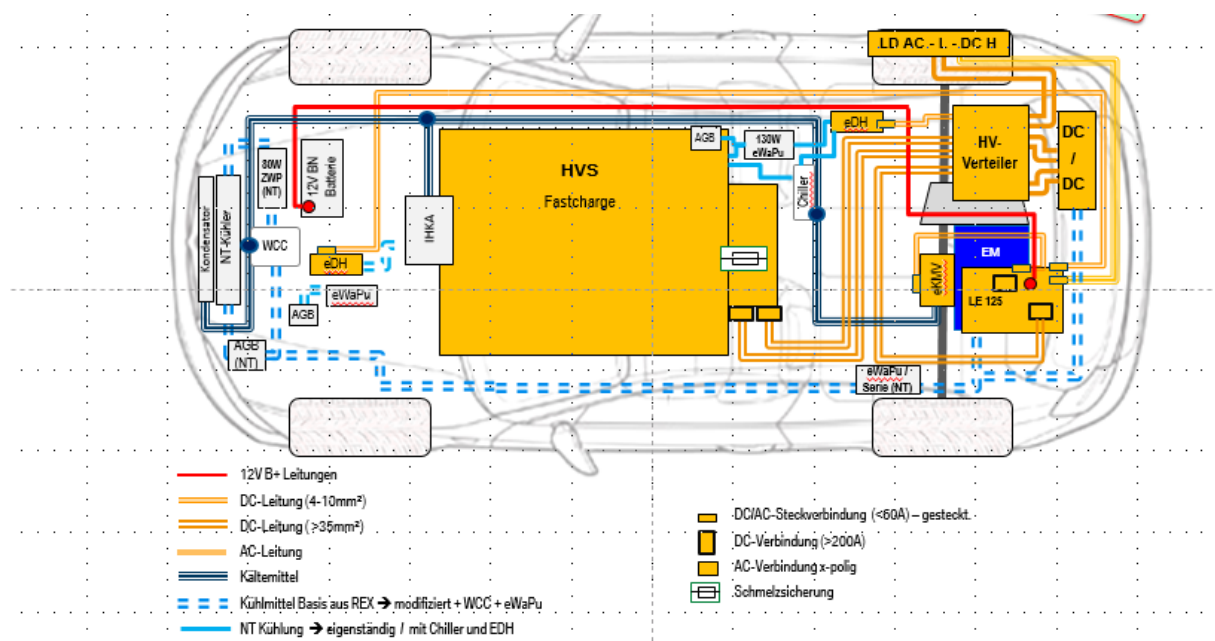 LD AC - L - DC H
eDH
AGB
130W
eWaPu
HV-
Verteiler
DC
/
DC
80W
ZWP
(NT)
12V BN
Batterie
HVS
Fastcharge
Chiller
Kondensator
NT-Kühler
WCC
IHKA
eDH
eWaPu
AGB
EM
eKMV
LE 125
AGB
(NT)
eWaPu /
Serie (NT)
12V B+ Leitungen
DC-Leitung (4-10mm²)
DC-Leitung (>35mm²)
AC-Leitung
Kältemittel
Kühlmittel Basis aus REX ➔ modifiziert + WCC + eWaPu
NT Kühlung ➔ eigenständig / mit Chiller und EDH
DC/AC-Steckverbindung (<60A) – gesteckt.
DC-Verbindung (>200A)
AC-Verbindung x-polig
Schmelzsicherung